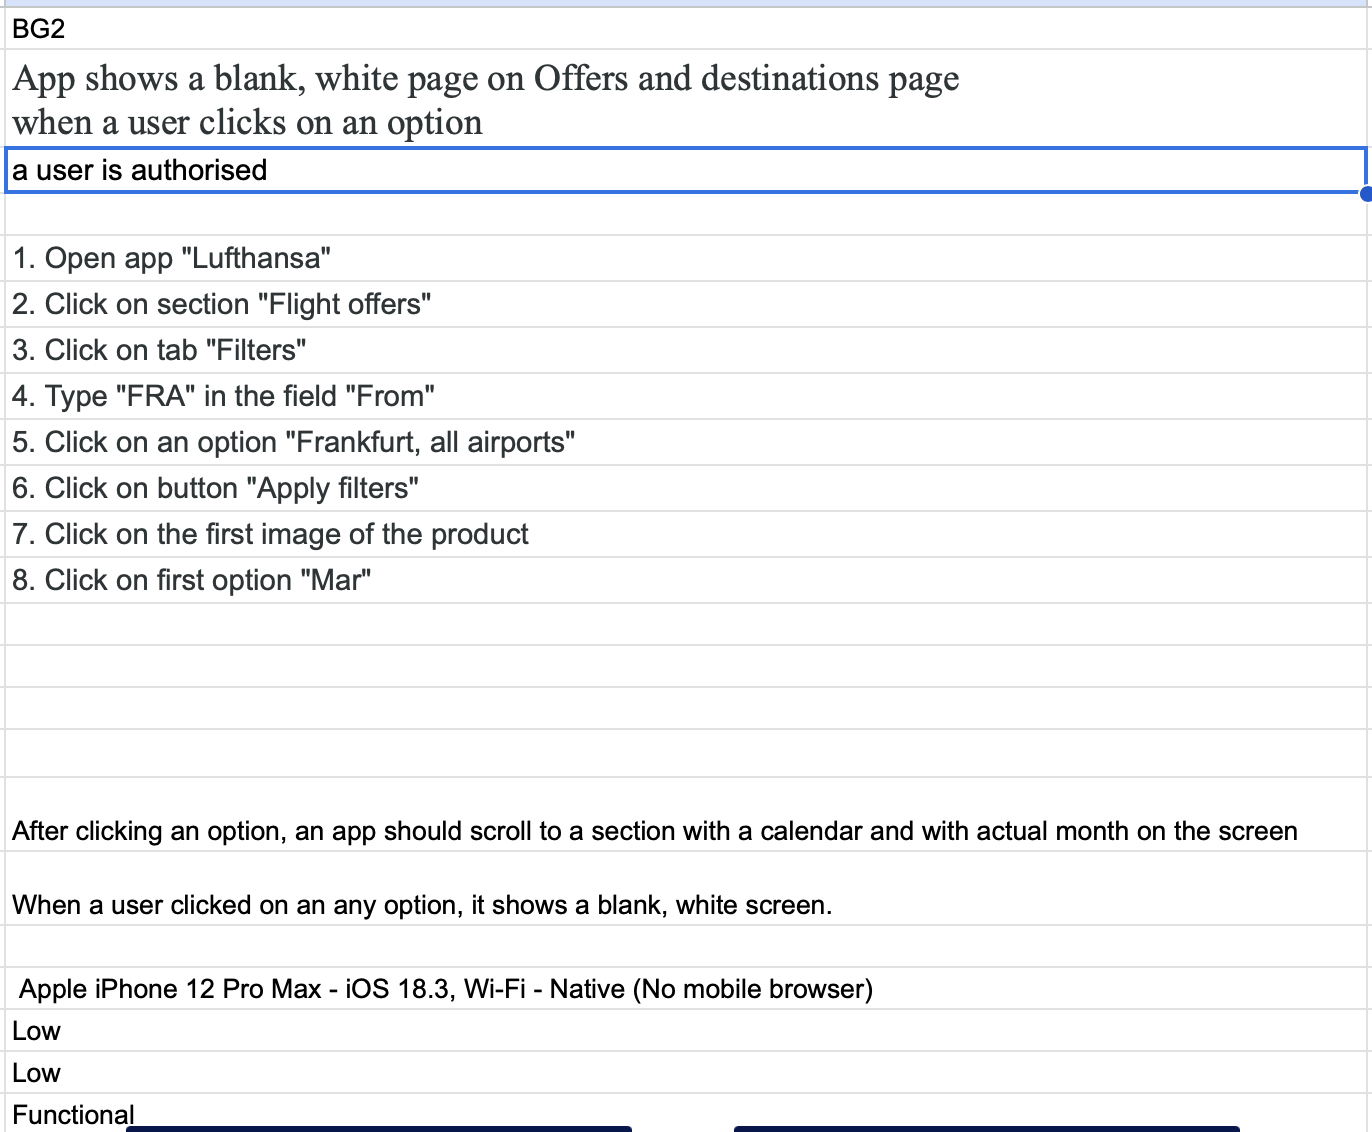 BG2
App shows a blank, white page on Offers and destinations page
when a user clicks on an option
a user is authorised
1. Open app "Lufthansa"
2. Click on section "Flight offers"
3. Click on tab "Filters"
4. Type "FRA" in the field "From"
5. Click on an option "Frankfurt, all airports"
6. Click on button "Apply filters"
7. Click on the first image of the product
8. Click on first option "Mar"
After clicking an option, an app should scroll to a section with a calendar and with actual month on the screen
When a user clicked on an any option, it shows a blank, white screen.
Apple iPhone 12 Pro Max - iOS 18.3, Wi-Fi - Native (No mobile browser)
Low
Low
Functional